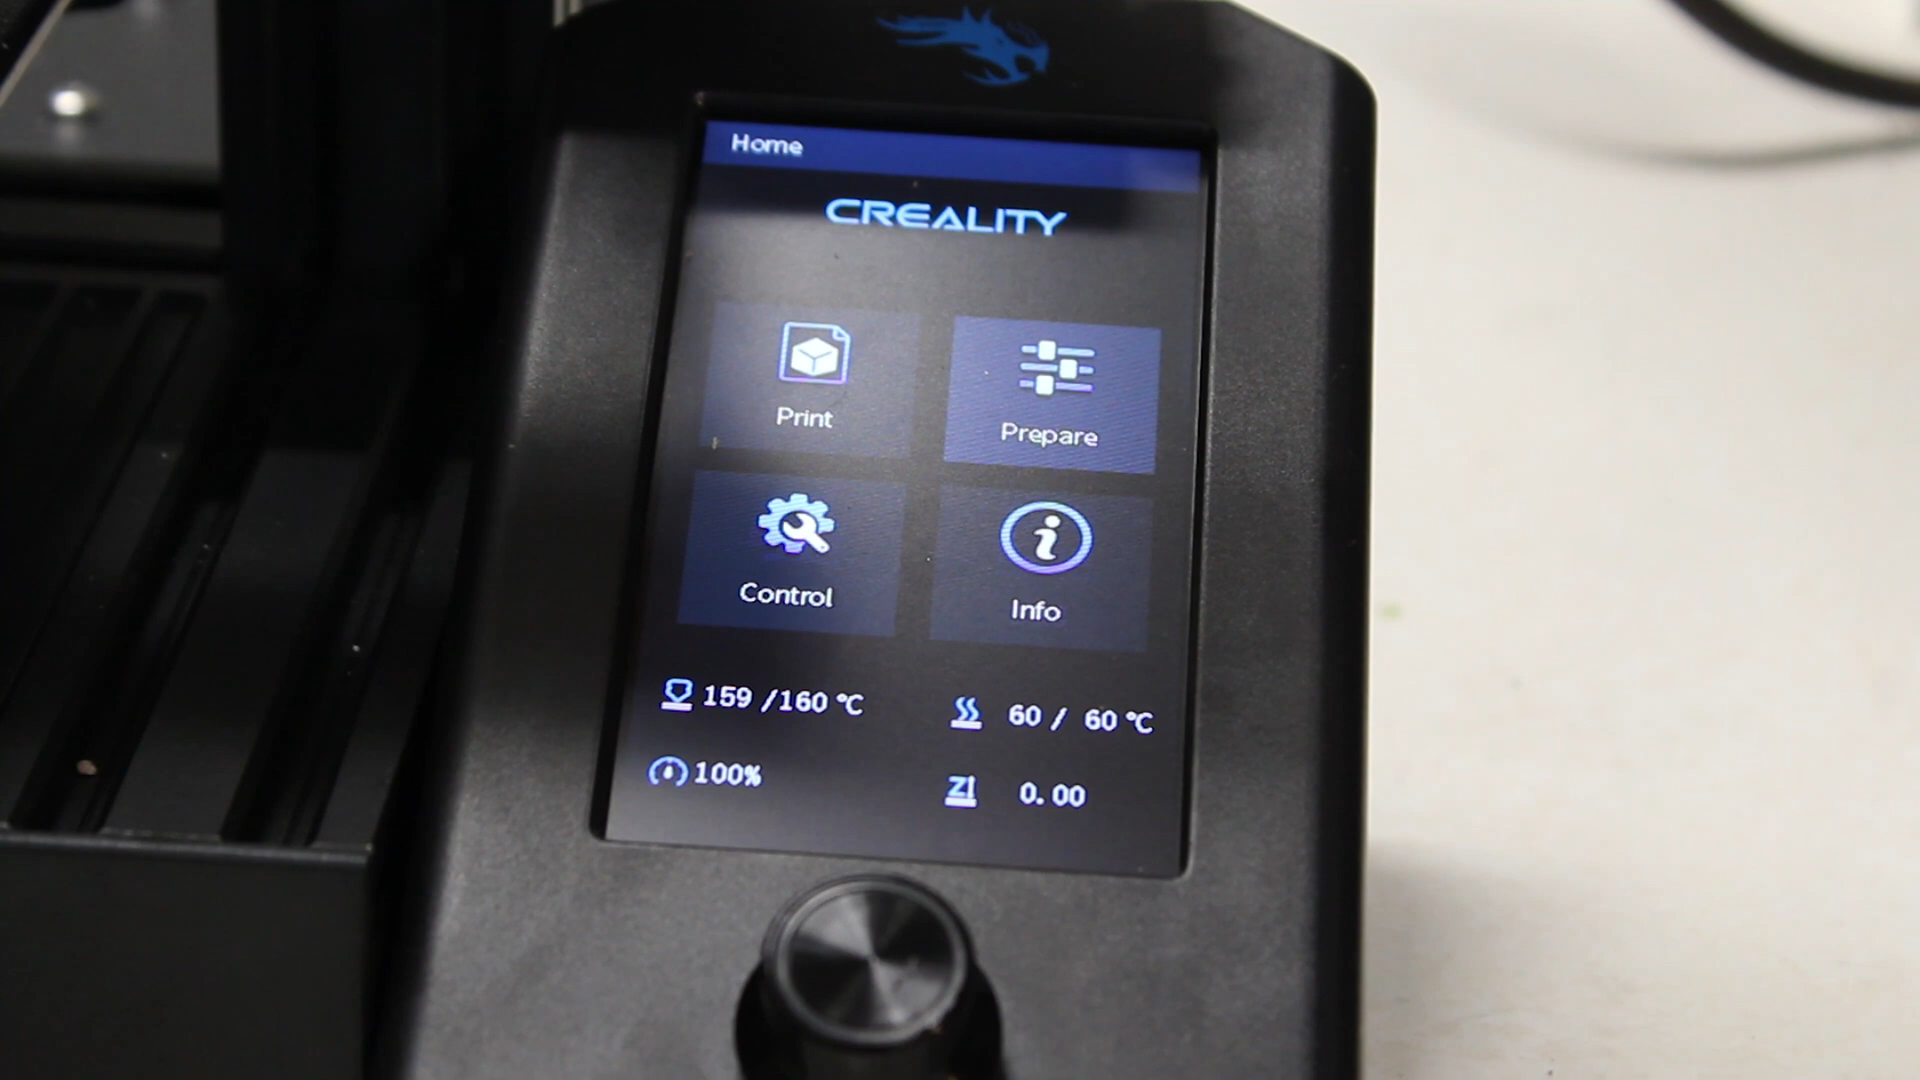 Home
CREALITY
Print
Prepare
Control
Info
159 /160 ℃
60 / 60 ℃
100%
Z 0.00